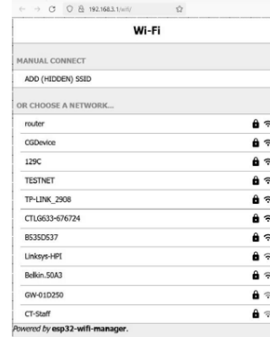 192.168.1.1/wifi/
Wi-Fi
MANUAL CONNECT
ADD (HIDDEN) SSID
OR CHOOSE A NETWORK...
router
CGDevice
129C
TESTNET
TP-LINK_2908
CTLG633-676724
B535D537
Linksys-HPI
Belkin.50A3
GW-01D250
CT-Staff
Powered by esp32-wifi-manager.